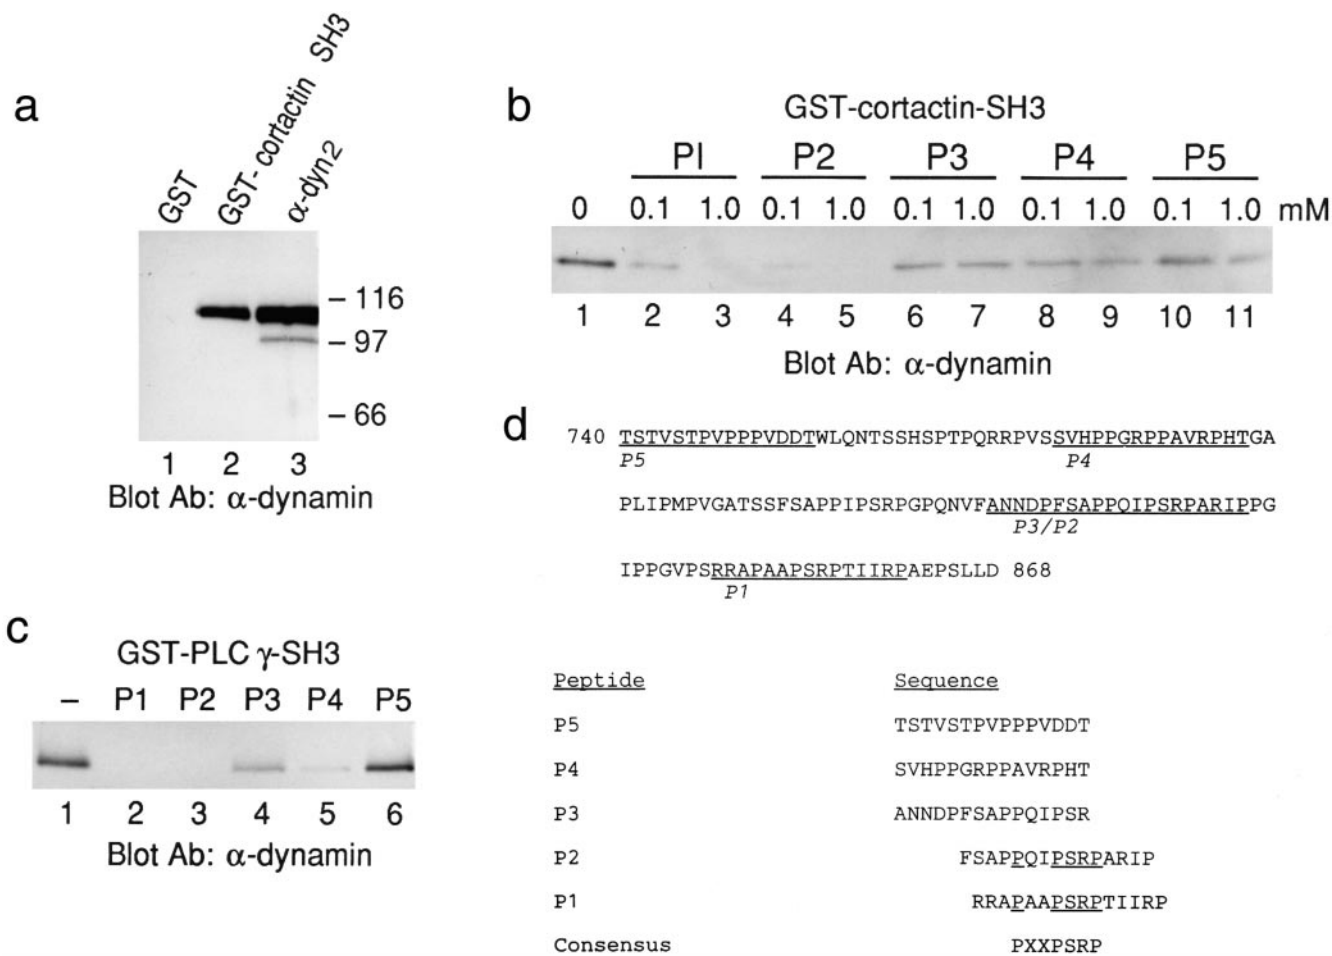 a
GST
GST- cortactin SH3
α-dyn2
– 116
– 97
– 66
1 2 3
Blot Ab: α-dynamin
b
GST-cortactin-SH3
PI P2 P3 P4 P5
0 0.1 1.0 0.1 1.0 0.1 1.0 0.1 1.0 0.1 1.0 mM
1 2 3 4 5 6 7 8 9 10 11
Blot Ab: α-dynamin
c
GST-PLC γ-SH3
– P1 P2 P3 P4 P5
1 2 3 4 5 6
Blot Ab: α-dynamin
d
740 TSTVSTPVPPPVDDTWLQNTSSHSPTPQRRPVSSVHPPGRPPAVRPHTGA
P5 P4
PLIPMPVGATSSFSAPPIPSRPGPQNVFANNDPFSAPPQIPSRPARIPPG
P3/P2
IPPGVPSRRAPAAPSRPTIIRPAEPSLLD 868
P1
Peptide Sequence
P5 TSTVSTPVPPPVDDT
P4 SVHPPGRPPAVRPHT
P3 ANNDPFSAPPQIPSR
P2 FSAPPQIPSRPARIP
P1 RRAPAAPSRPTIIRP
Consensus PXXPSRP